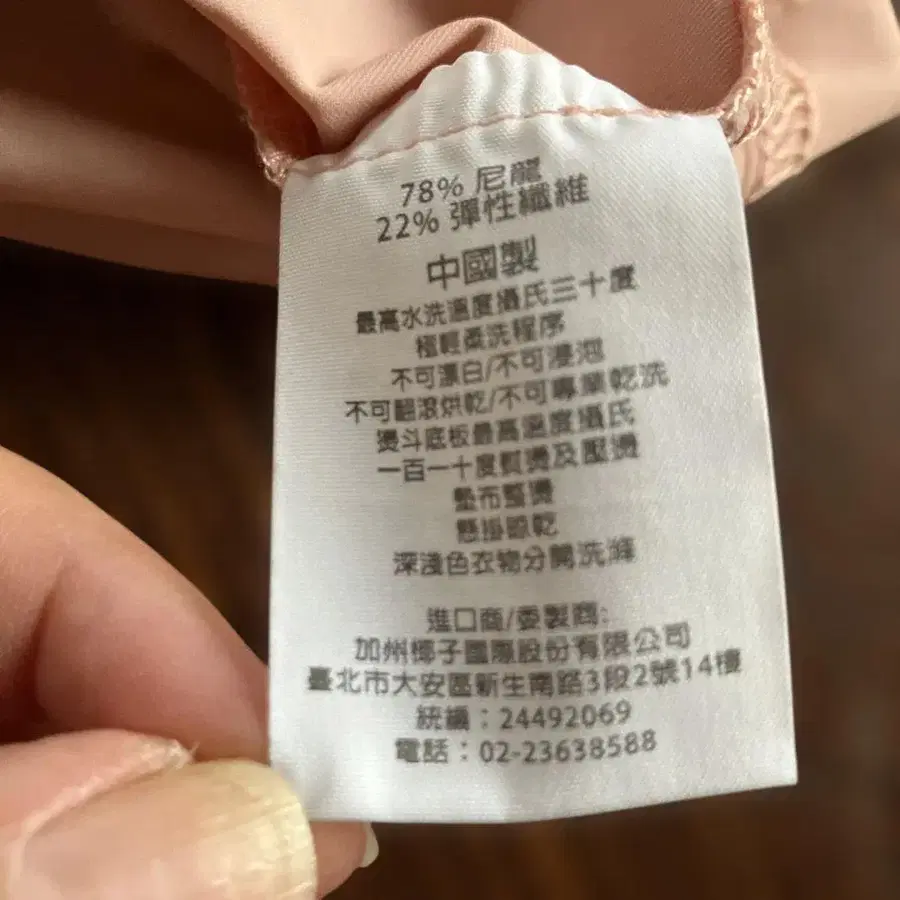 78% 尼龍
22% 彈性纖維
中國製
最高水洗溫度攝氏三十度
極輕柔洗程序
不可漂白/不可浸泡
不可翻滾烘乾/不可專業乾洗
燙斗底板最高溫度攝氏
一百一十度熨燙及壓燙
墊布整燙
懸掛晾乾
深淺色衣物分開洗滌
進口商/委製商:
加州椰子國際股份有限公司
臺北市大安區新生南路3段2號14樓
統編：24492069
電話：02-23638588